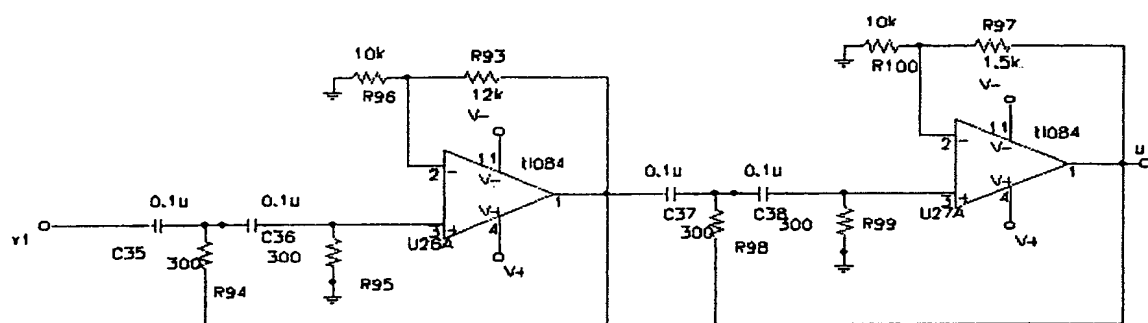 10k R93
R96 12k
V-
11 tl084
2 - V-
V+ 1
3 + 4
U26A
V+
v1
0.1u 0.1u
C35 C36
300 300
R94 R95
10k R97
R100 1.5k
V-
11 tl084
2 - V-
V+ 1
3 + 4
U27A
V+
u
0.1u 0.1u
C37 C38
300 300
R98 R99